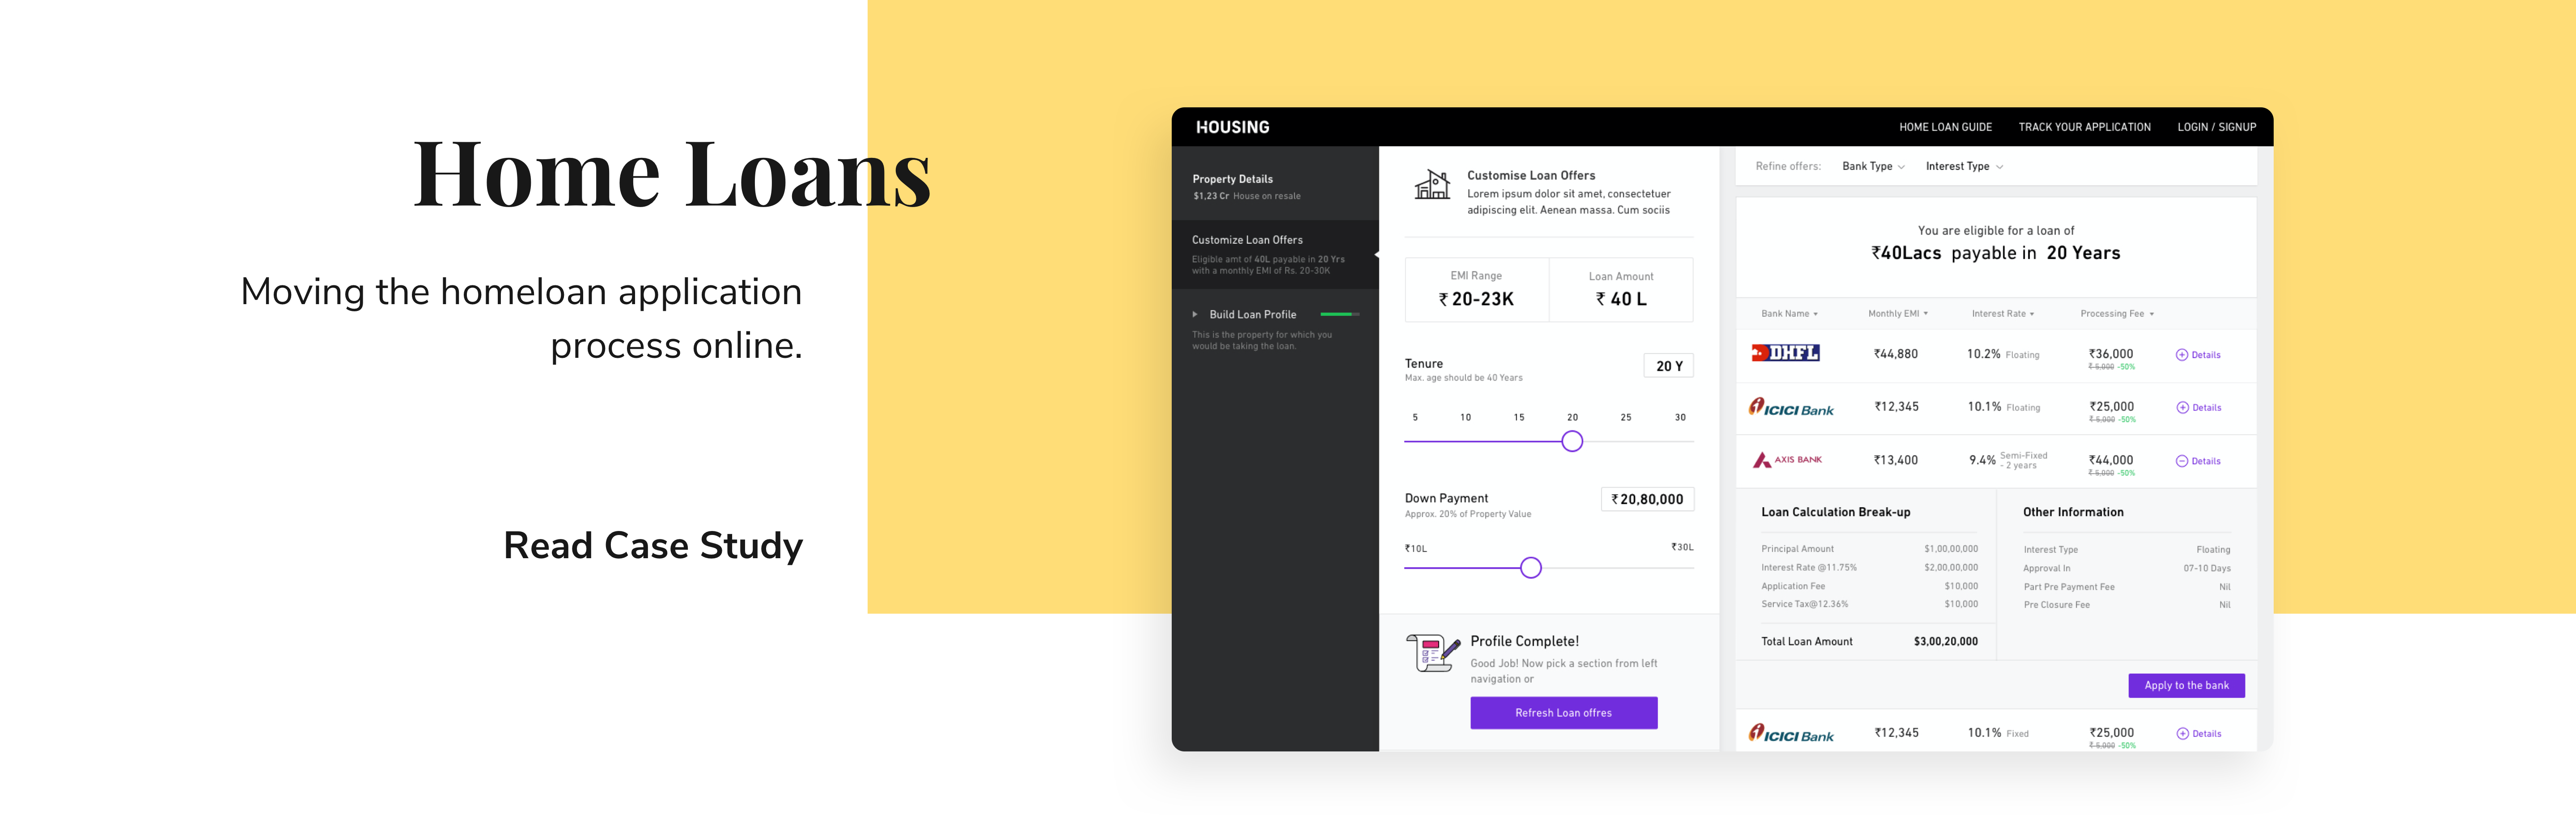 Home Loans
Moving the homeloan application
process online.
Read Case Study
HOUSING
HOME LOAN GUIDE TRACK YOUR APPLICATION LOGIN / SIGNUP
Property Details
$1,23 Cr House on resale
Customize Loan Offers
Eligible amt of 40L payable in 20 Yrs
with a monthly EMI of Rs. 20-30K
Build Loan Profile
This is the property for which you
would be taking the loan.
Customise Loan Offers
Lorem ipsum dolor sit amet, consectetuer
adipiscing elit. Aenean massa. Cum sociis
EMI Range Loan Amount
₹ 20-23K ₹ 40 L
Tenure 20 Y
Max. age should be 40 Years
5 10 15 20 25 30
Down Payment ₹ 20,80,000
Approx. 20% of Property Value
₹10L ₹30L
Profile Complete!
Good Job! Now pick a section from left
navigation or
Refresh Loan offres
Refine offers: Bank Type Interest Type
You are eligible for a loan of
₹40Lacs payable in 20 Years
Bank Name Monthly EMI Interest Rate Processing Fee
DHFL ₹44,880 10.2% Floating ₹36,000 Details
₹ 5,000 -50%
ICICI Bank ₹12,345 10.1% Floating ₹25,000 Details
₹ 5,000 -50%
AXIS BANK ₹13,400 9.4% Semi-Fixed - 2 years ₹44,000 Details
₹ 5,000 -50%
Loan Calculation Break-up
Principal Amount $1,00,00,000
Interest Rate @11.75% $2,00,00,000
Application Fee $10,000
Service Tax@12.36% $10,000
Total Loan Amount $3,00,20,000
Other Information
Interest Type Floating
Approval In 07-10 Days
Part Pre Payment Fee Nil
Pre Closure Fee Nil
Apply to the bank
ICICI Bank ₹12,345 10.1% Fixed ₹25,000 Details
₹ 5,000 -50%